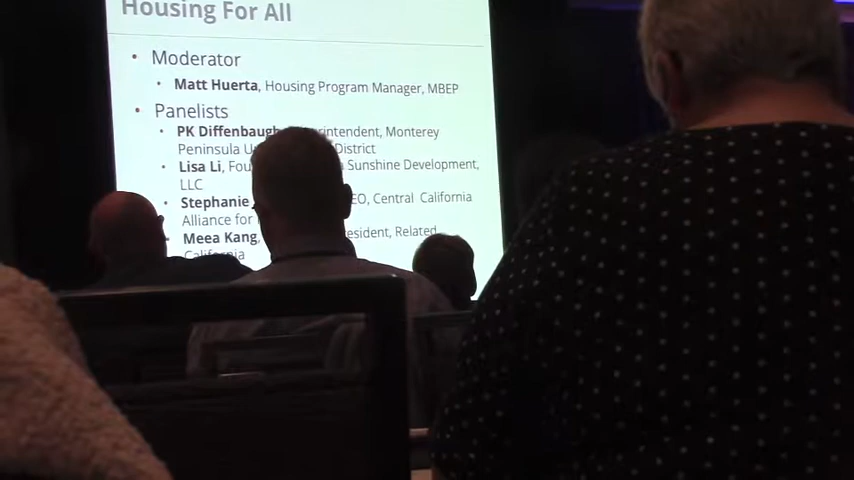 Housing For All
• Moderator
• Matt Huerta, Housing Program Manager, MBEP
• Panelists
• PK Diffenbaugh intendent, Monterey
Peninsula U District
• Lisa Li, Sunshine Development,
LLC
• Stephanie EO, Central California
Alliance for
• Meea Kang, esident, Related